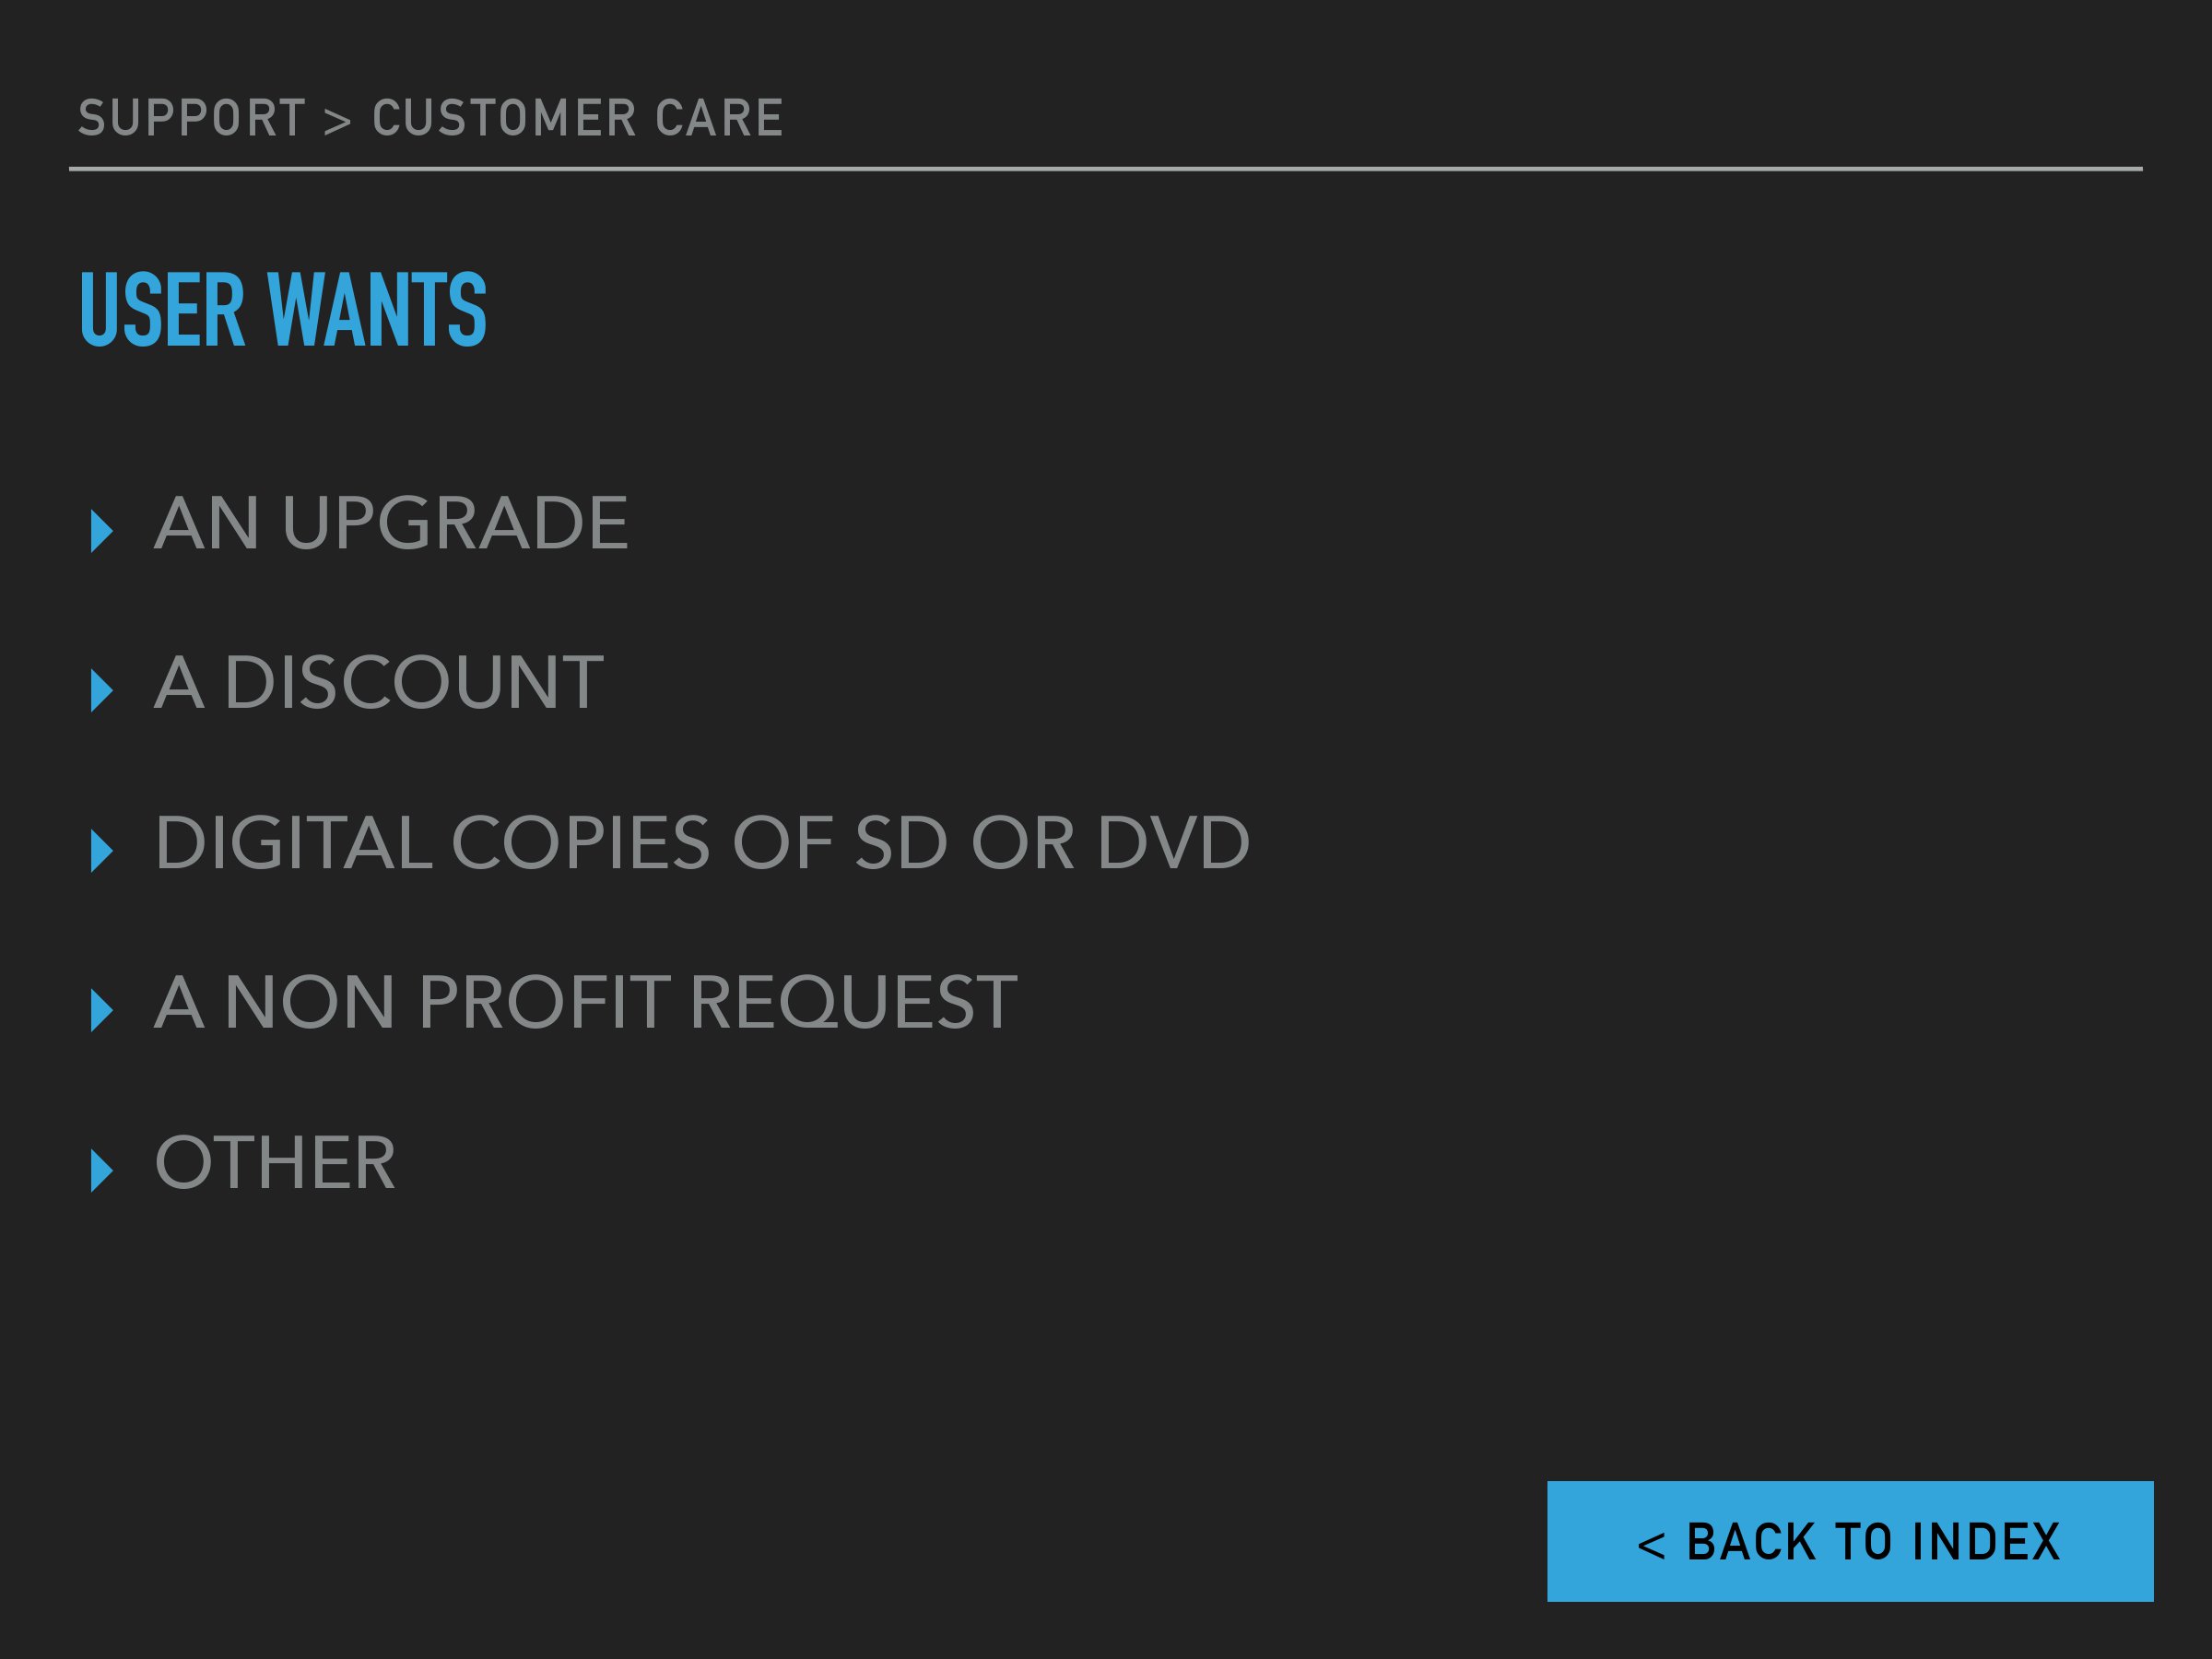 SUPPORT > CUSTOMER CARE
USER WANTS
AN UPGRADE
A DISCOUNT
DIGITAL COPIES OF SD OR DVD
A NON PROFIT REQUEST
OTHER
< BACK TO INDEX